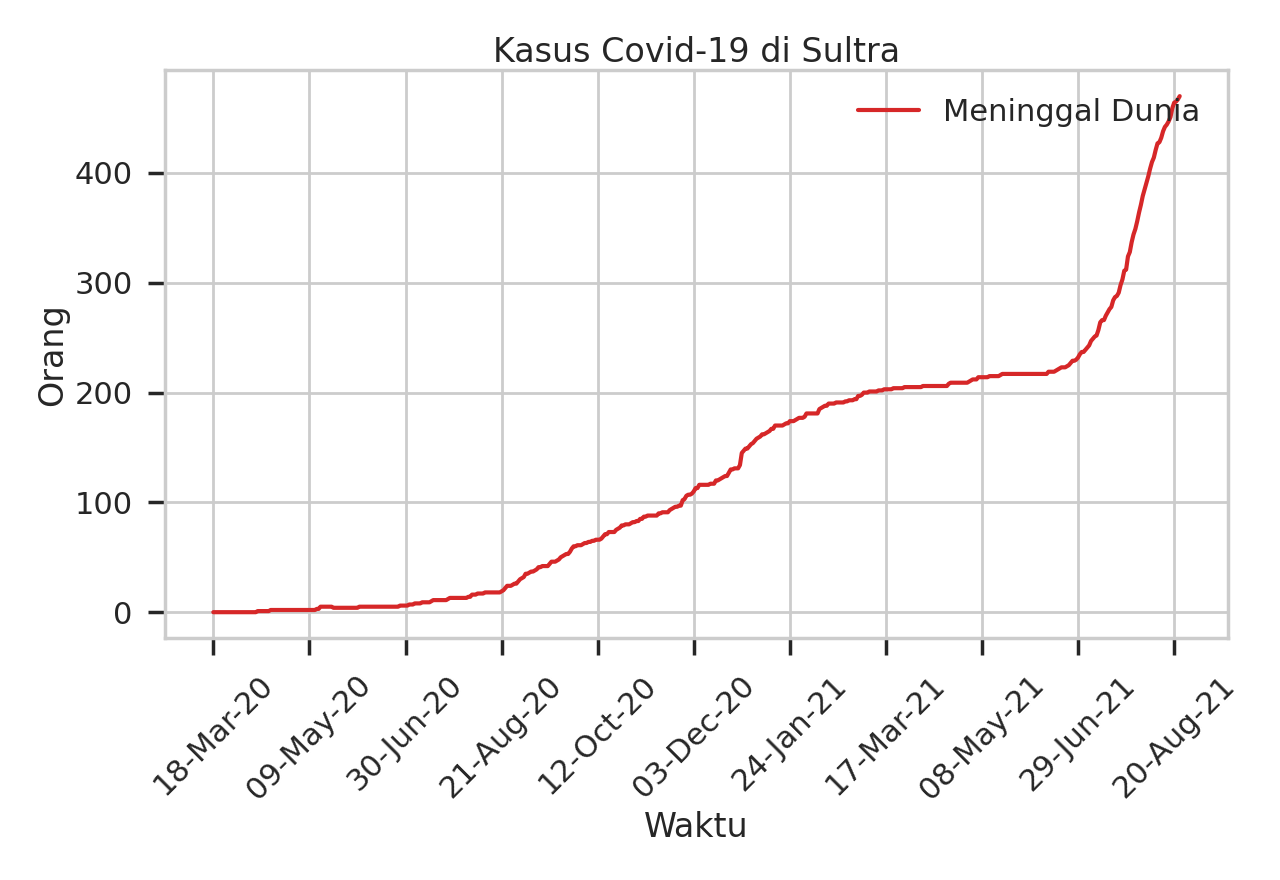 Kasus Covid-19 di Sultra
Meninggal Dunia
Orang
400
300
200
100
0
18-Mar-20
09-May-20
30-Jun-20
21-Aug-20
12-Oct-20
03-Dec-20
24-Jan-21
17-Mar-21
08-May-21
29-Jun-21
20-Aug-21
Waktu